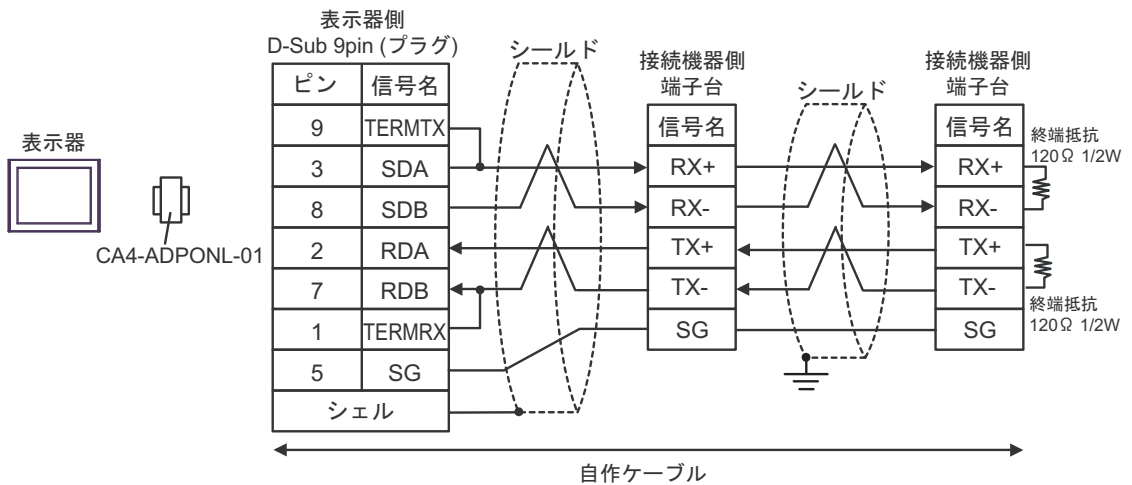 表示器
CA4-ADPONL-01
表示器側
D-Sub 9pin (プラグ)
ピン 信号名
9 TERMTX
3 SDA
8 SDB
2 RDA
7 RDB
1 TERMRX
5 SG
シェル
シールド
接続機器側
端子台
信号名
RX+
RX-
TX+
TX-
SG
シールド
接続機器側
端子台
信号名
RX+
RX-
TX+
TX-
SG
終端抵抗
120Ω 1/2W
終端抵抗
120Ω 1/2W
自作ケーブル